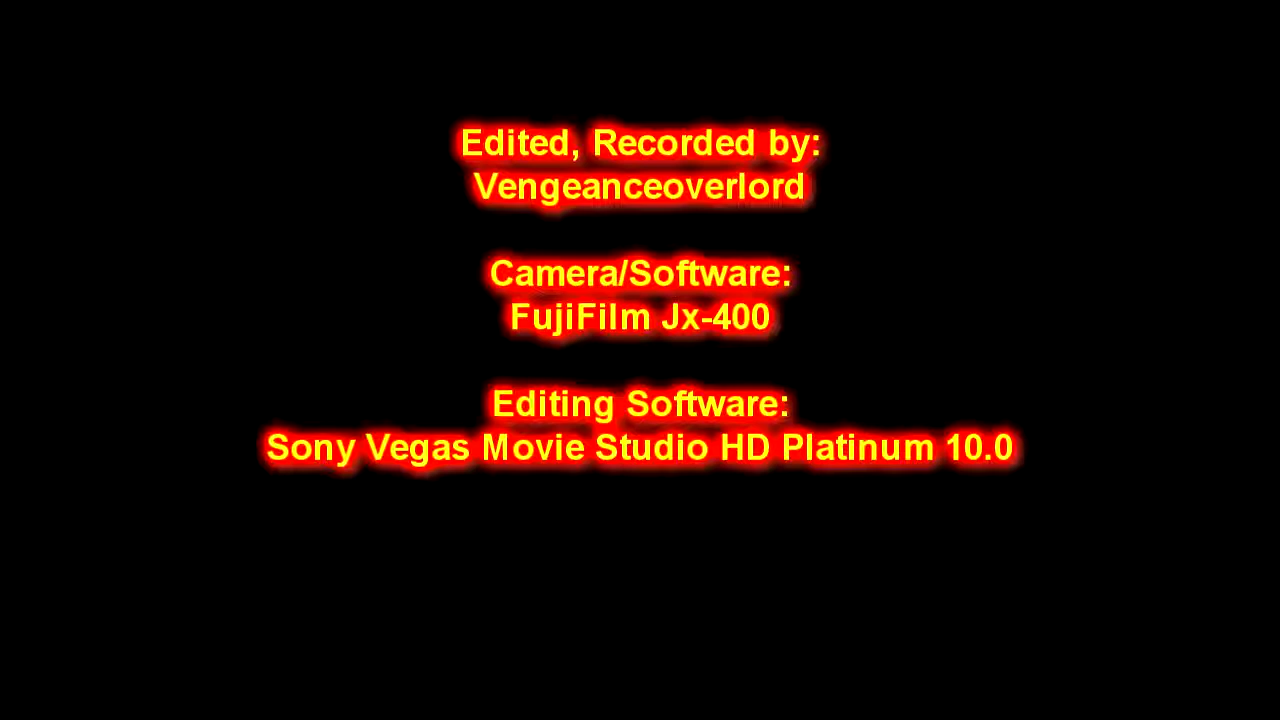 Edited, Recorded by:
Vengeanceoverlord
Camera/Software:
FujiFilm Jx-400
Editing Software:
Sony Vegas Movie Studio HD Platinum 10.0